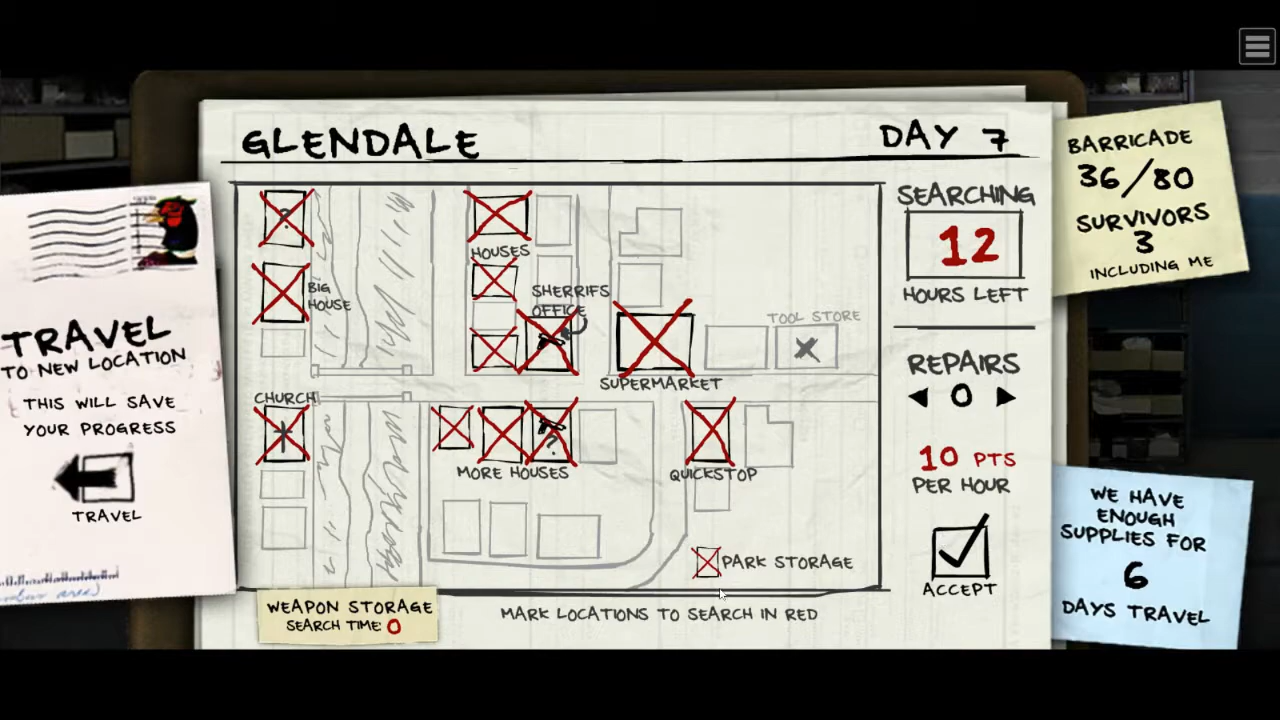 GLENDALE
DAY 7
BARRICADE
36/80
SURVIVORS
3
INCLUDING ME
SEARCHING
12
HOURS LEFT
HOUSES
BIG
HOUSE
SHERRIFS
OFFICE
TOOL STORE
SUPERMARKET
CHURCH
MORE HOUSES
QUICKSTOP
PARK STORAGE
TRAVEL
TO NEW LOCATION
THIS WILL SAVE
YOUR PROGRESS
TRAVEL
REPAIRS
0
10 PTS
PER HOUR
ACCEPT
WE HAVE
ENOUGH
SUPPLIES FOR
6
DAYS TRAVEL
WEAPON STORAGE
SEARCH TIME: 0
MARK LOCATIONS TO SEARCH IN RED